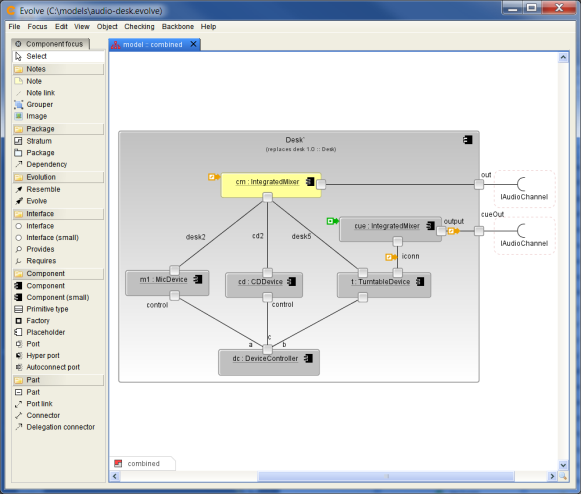 Evolve (C:\models\audio-desk.evolve)
File Focus Edit View Object Checking Backbone Help
Component focus
model :: combined
Select
Notes
Note
Note link
Grouper
Image
Package
Stratum
Package
Dependency
Evolution
Resemble
Evolve
Interface
Interface
Interface (small)
Provides
Requires
Component
Component
Component (small)
Primitive type
Factory
Placeholder
Port
Hyper port
Autoconnect port
Part
Part
Port link
Connector
Delegation connector
Desk'
(replaces desk 1.0 :: Desk)
cm : IntegratedMixer
out
IAudioChannel
cue : IntegratedMixer
output
cueOut
IAudioChannel
desk2
cd2
desk5
iconn
m1 : MicDevice
cd : CDDevice
t: TurntableDevice
control
control
a
c
b
dc : DeviceController
combined